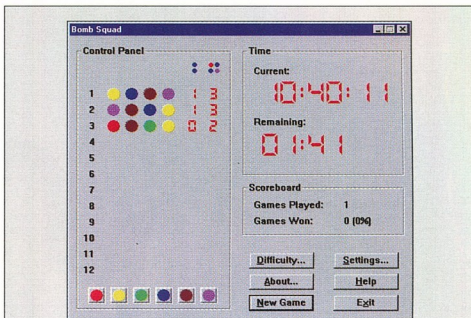 Bomb Squad
Control Panel
1 1 3
2 1 3
3 0 2
4
5
6
7
8
9
10
11
12
Time
Current:
10:40:11
Remaining:
01:41
Scoreboard
Games Played: 1
Games Won: 0 (0%)
Difficulty... Settings...
About... Help
New Game Exit